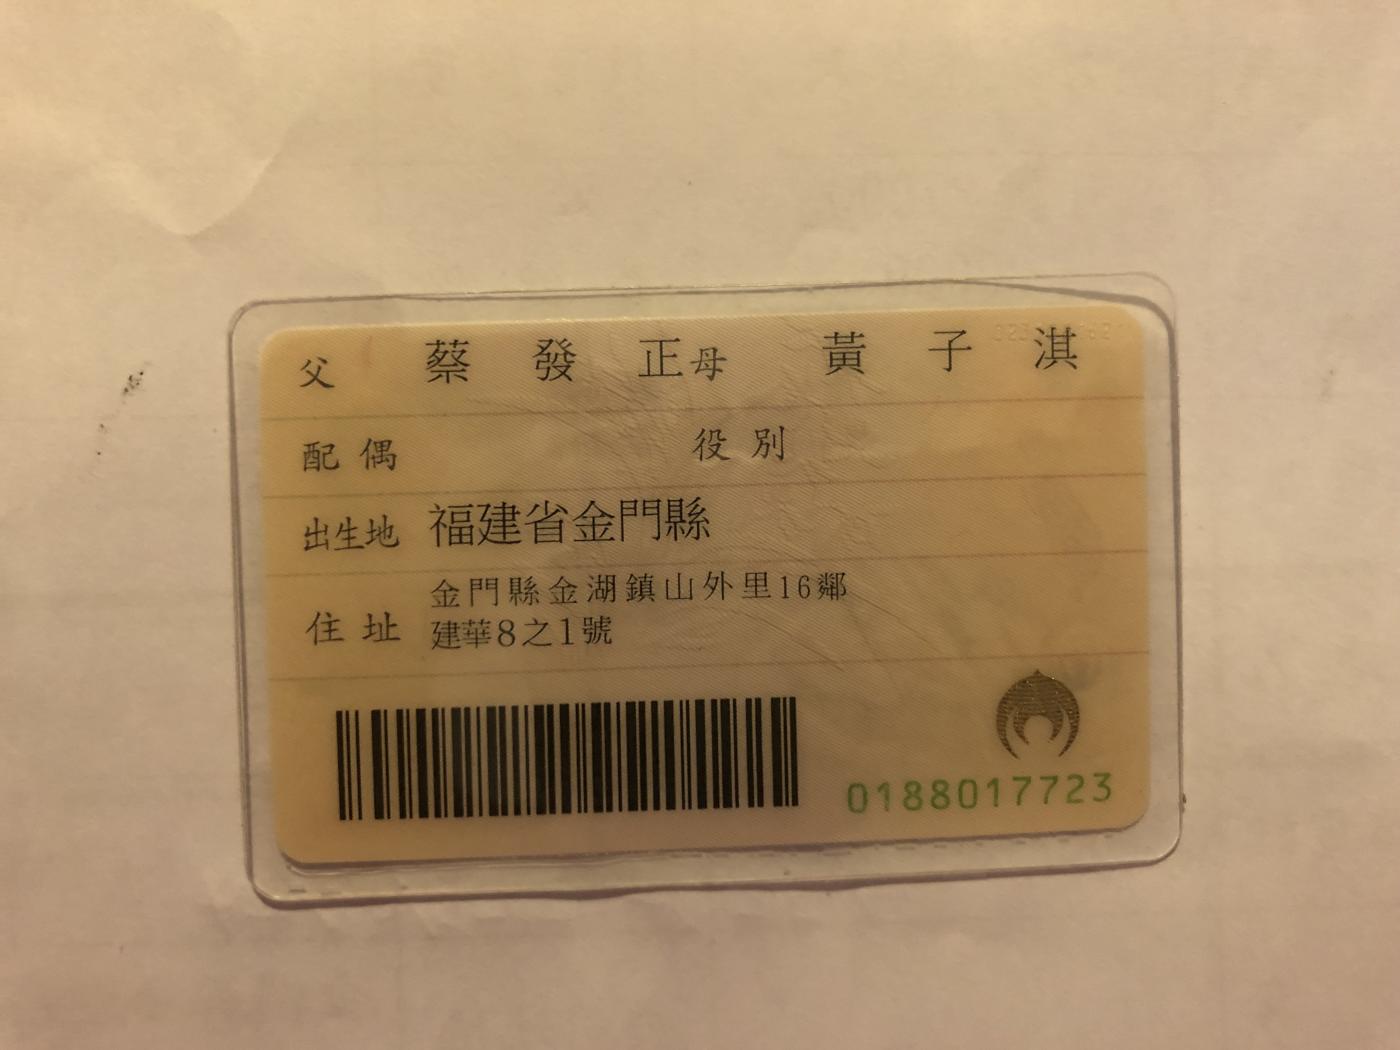 父 蔡發正 母 黃子淇
配偶 役別
出生地 福建省金門縣
住址 金門縣金湖鎮山外里16鄰
建華8之1號
0188017723